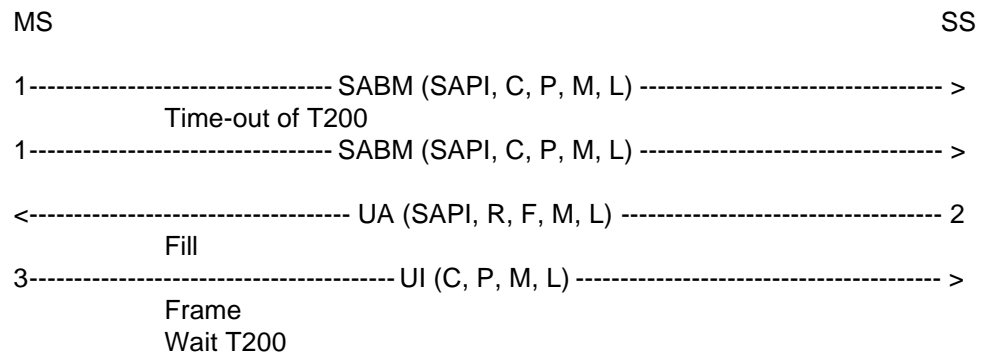 MS SS
1---------------------------------- SABM (SAPI, C, P, M, L) ---------------------------------- >
Time-out of T200
1---------------------------------- SABM (SAPI, C, P, M, L) ---------------------------------- >
<------------------------------------ UA (SAPI, R, F, M, L) ------------------------------------ 2
Fill
3----------------------------------------- UI (C, P, M, L) ----------------------------------------- >
Frame
Wait T200